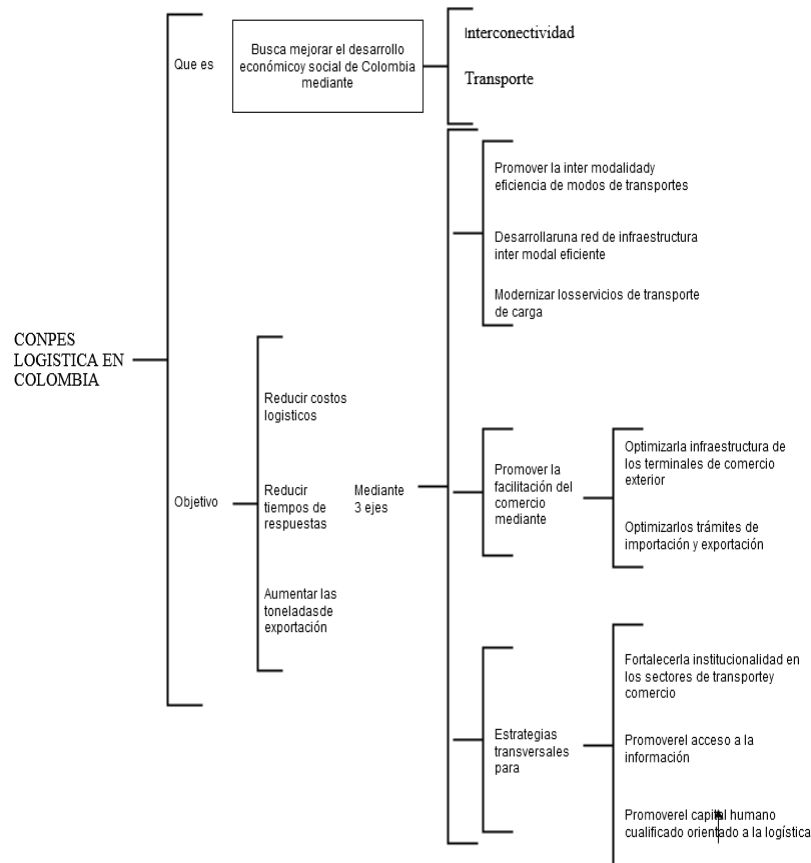 CONPES
LOGISTICA EN
COLOMBIA
Que es
Busca mejorar el desarrollo
económicoy social de Colombia
mediante
Interconectividad
Transporte
Objetivo
Reducir costos
logisticos
Reducir
tiempos de
respuestas
Aumentar las
toneladasde
exportación
Mediante
3 ejes
Promover la inter modalidady
eficiencia de modos de transportes
Desarrollaruna red de infraestructura
inter modal eficiente
Modernizar losservicios de transporte
de carga
Promover la
facilitación del
comercio
mediante
Optimizarla infraestructura de
los terminales de comercio
exterior
Optimizarlos trámites de
importación y exportación
Estrategias
transversales
para
Fortalecerla institucionalidad en
los sectores de transportey
comercio
Promoverel acceso a la
información
Promoverel capital humano
cualificado orientado a la logística